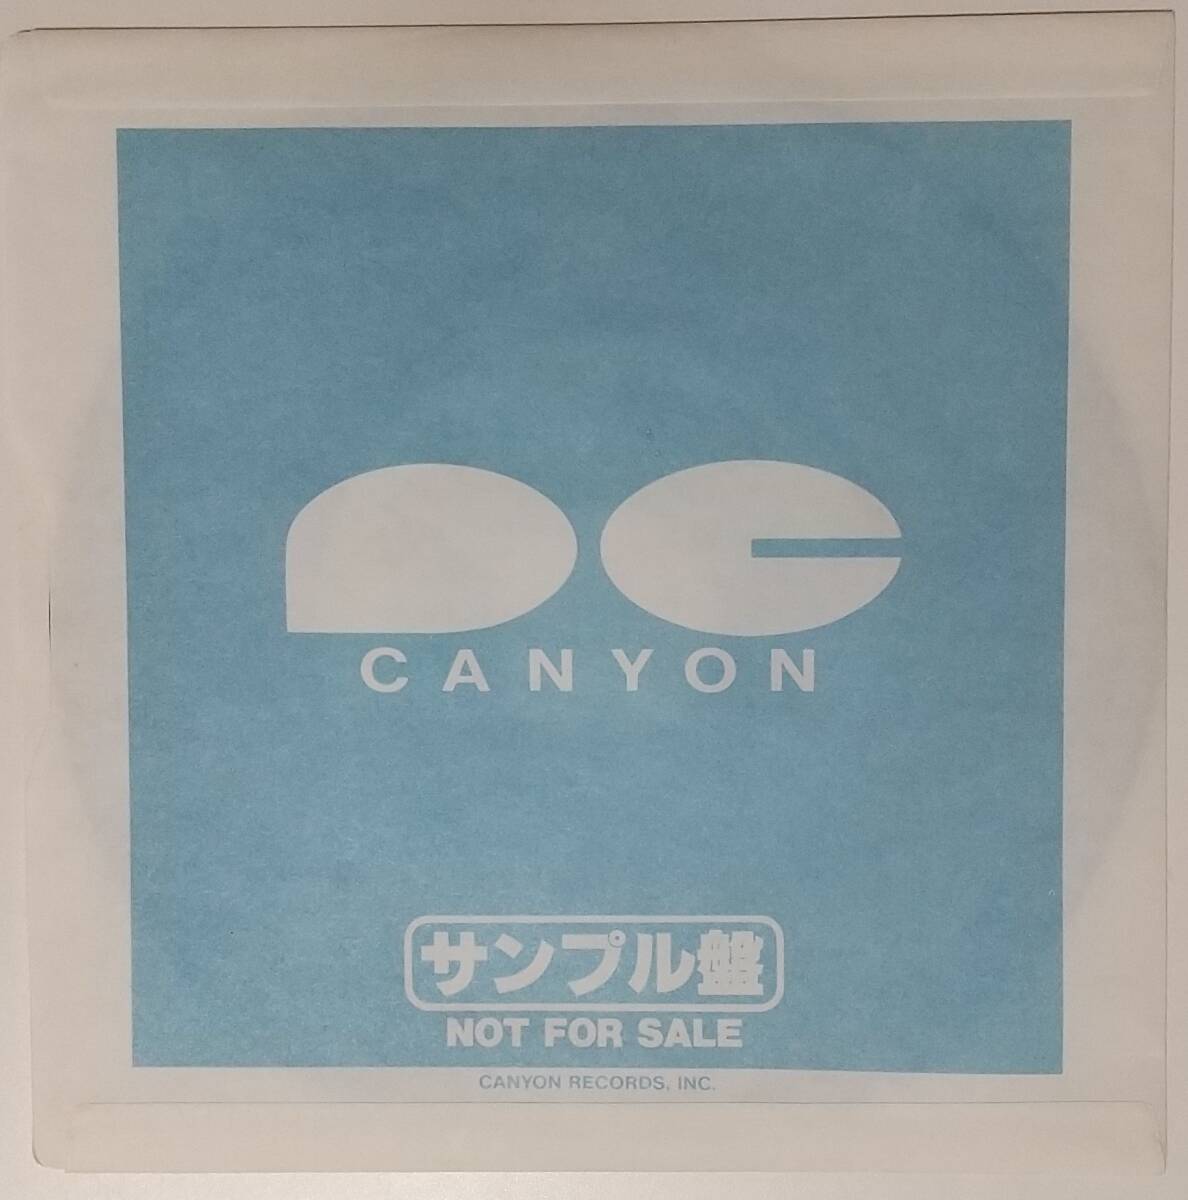 CANYON
サンプル盤
NOT FOR SALE
CANYON RECORDS, INC.